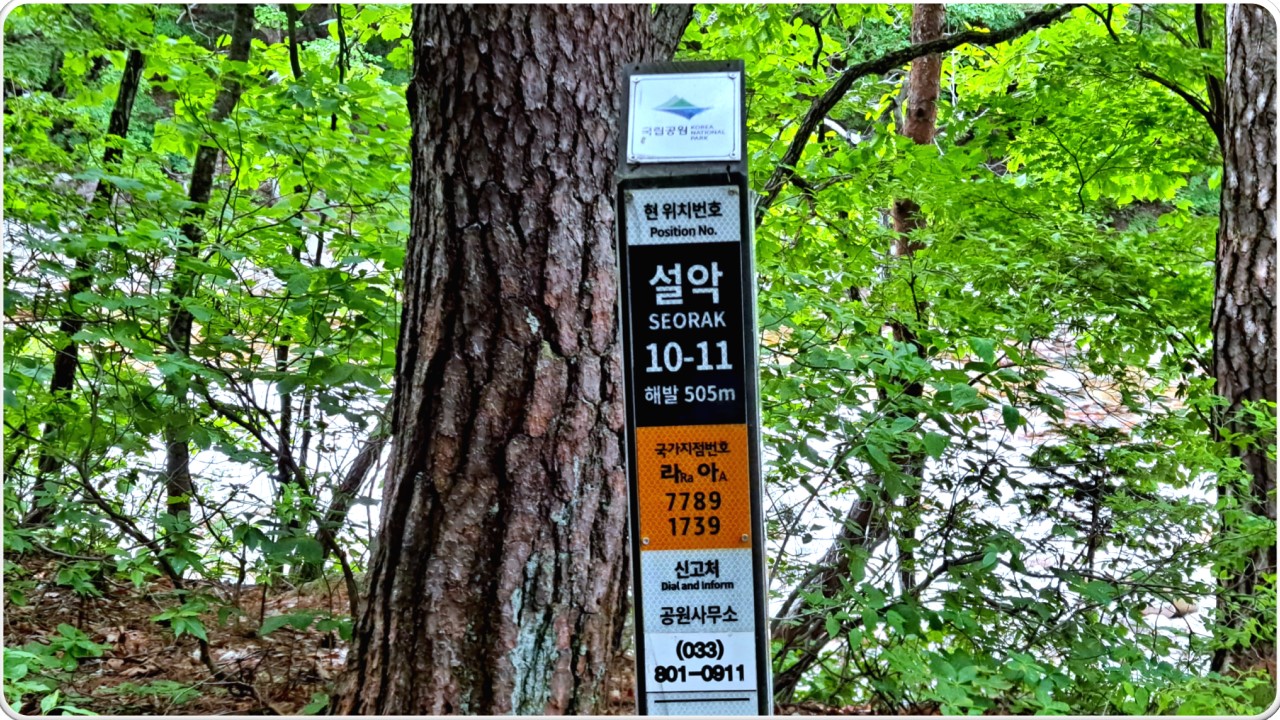 국립공원 KOREA
NATIONAL
PARK
현 위치번호
Position No.
설악
SEORAK
10-11
해발 505m
국가지점번호
라Ra 아A
7789
1739
신고처
Dial and Inform
공원사무소
(033)
801-0911